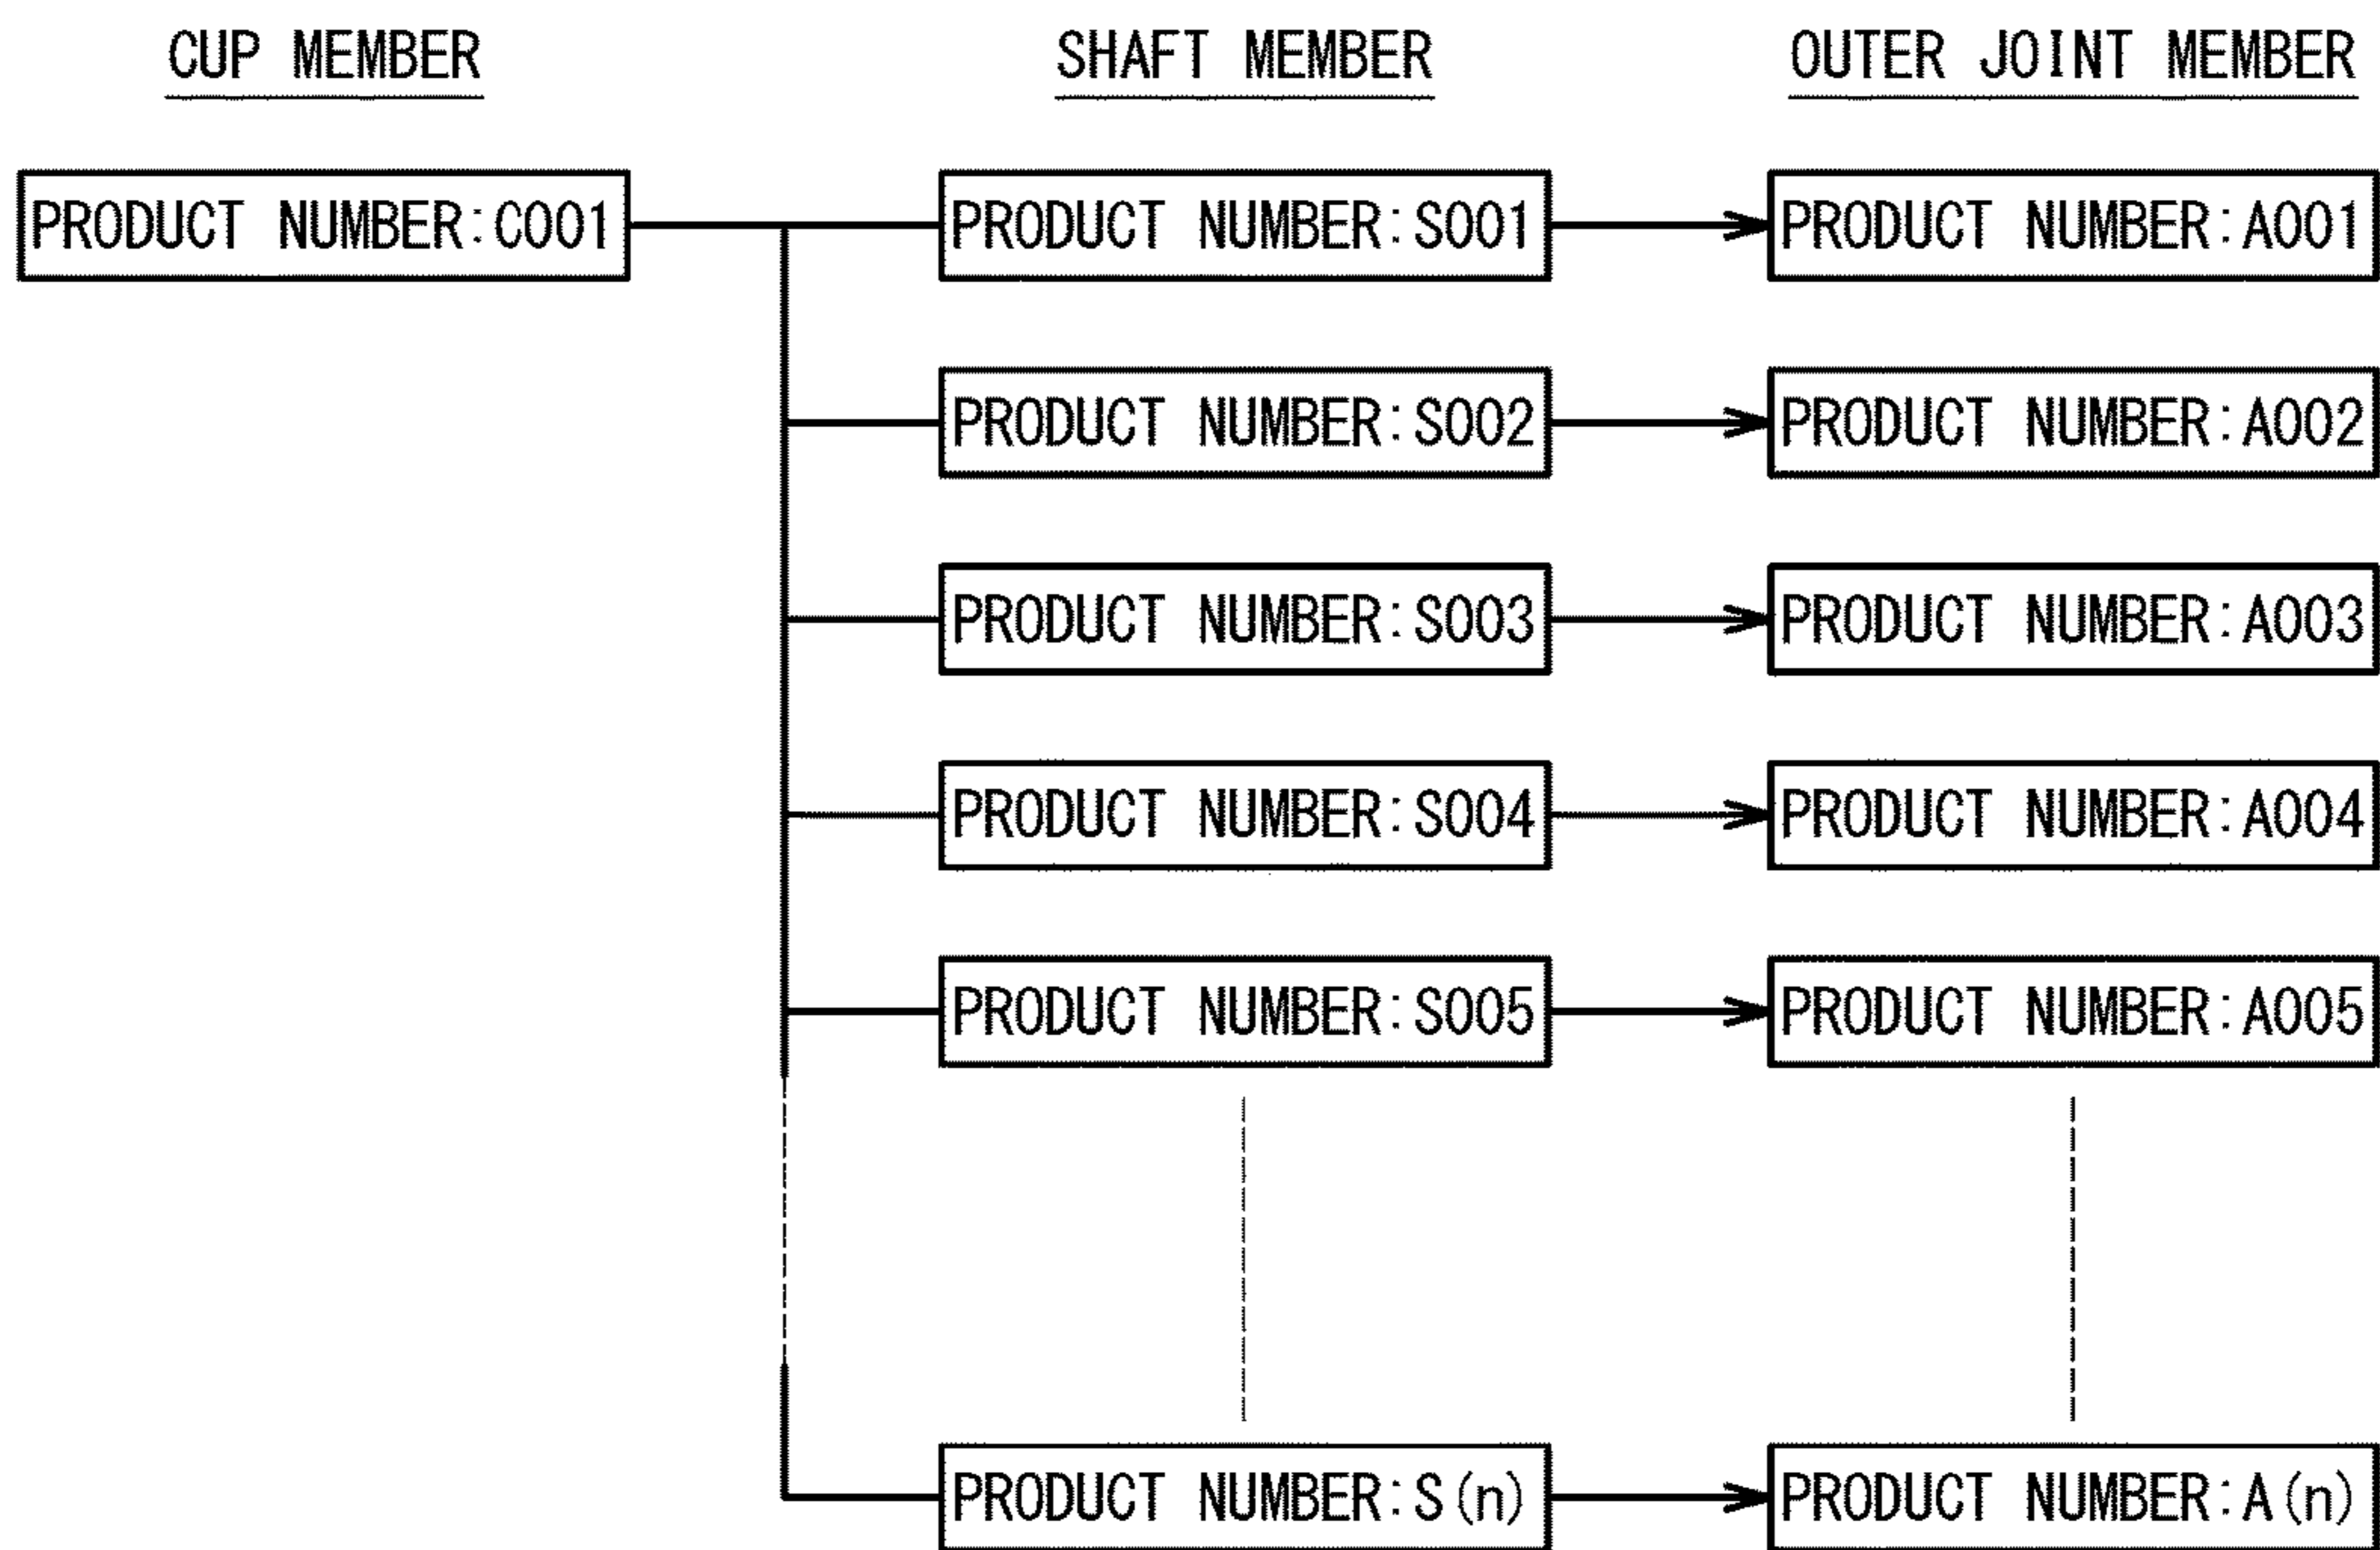 CUP MEMBER SHAFT MEMBER OUTER JOINT MEMBER
PRODUCT NUMBER:C001 PRODUCT NUMBER:S001 PRODUCT NUMBER:A001
PRODUCT NUMBER:S002 PRODUCT NUMBER:A002
PRODUCT NUMBER:S003 PRODUCT NUMBER:A003
PRODUCT NUMBER:S004 PRODUCT NUMBER:A004
PRODUCT NUMBER:S005 PRODUCT NUMBER:A005
PRODUCT NUMBER:S(n) PRODUCT NUMBER:A(n)